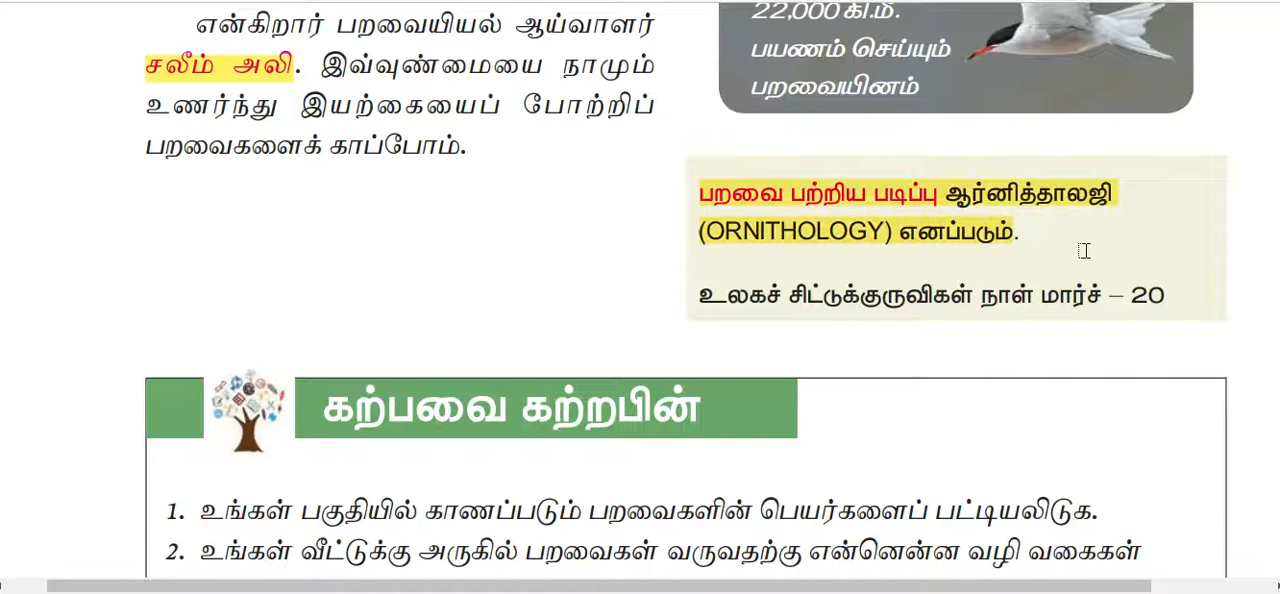 என்கிறார் பறவையியல் ஆய்வாளர்
சலீம் அலி. இவ்வுண்மையை நாமும்
உணர்ந்து இயற்கையைப் போற்றிப்
பறவைகளைக் காப்போம்.
22,000 கி.மீ.
பயணம் செய்யும்
பறவையினம்
பறவை பற்றிய படிப்பு ஆர்னித்தாலஜி
(ORNITHOLOGY) எனப்படும்.
உலகச் சிட்டுக்குருவிகள் நாள் மார்ச் – 20
கற்பவை கற்றபின்
1. உங்கள் பகுதியில் காணப்படும் பறவைகளின் பெயர்களைப் பட்டியலிடுக.
2. உங்கள் வீட்டுக்கு அருகில் பறவைகள் வருவதற்கு என்னென்ன வழி வகைகள்